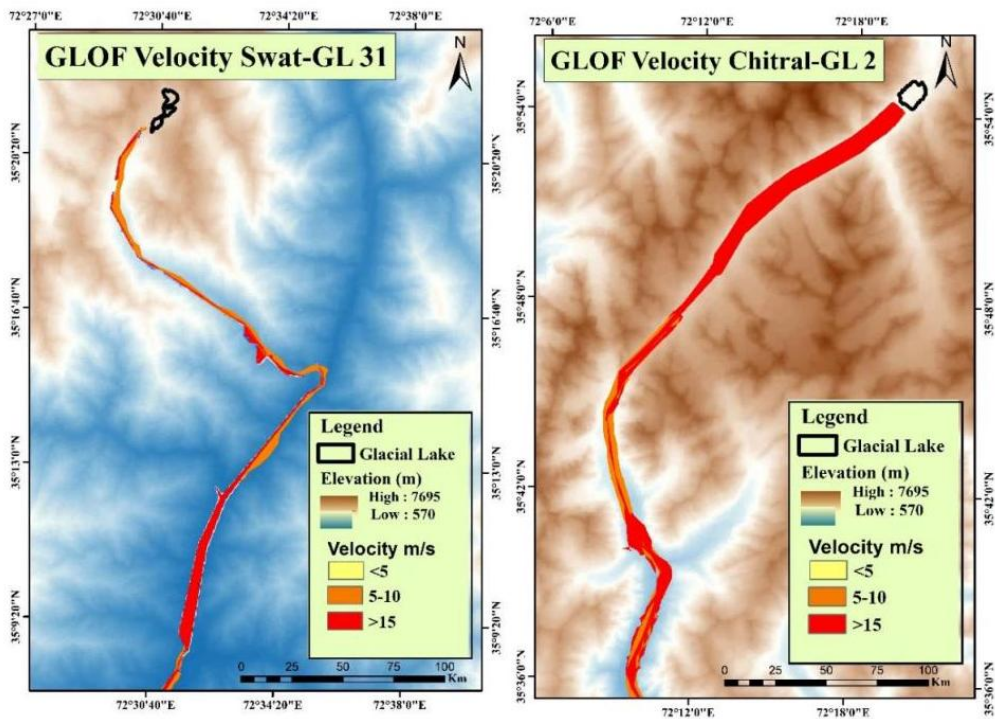 72°27'0"E 72°30'40"E 72°34'20"E 72°38'0"E
GLOF Velocity Swat-GL 31
N
35°20'20"N
35°16'40"N
35°13'0"N
35°9'20"N
35°20'20"N
35°16'40"N
35°13'0"N
35°9'20"N
Legend
Glacial Lake
Elevation (m)
High : 7695
Low : 570
Velocity m/s
<5
5-10
>15
0 25 50 75 100
Km
72°30'40"E 72°34'20"E 72°38'0"E
72°6'0"E 72°12'0"E 72°18'0"E
GLOF Velocity Chitral-GL 2
N
35°54'0"N
35°48'0"N
35°42'0"N
35°36'0"N
35°54'0"N
35°48'0"N
35°42'0"N
35°36'0"N
Legend
Glacial Lake
Elevation (m)
High : 7695
Low : 570
Velocity m/s
<5
5-10
>15
0 25 50 75 100
Km
72°12'0"E 72°18'0"E